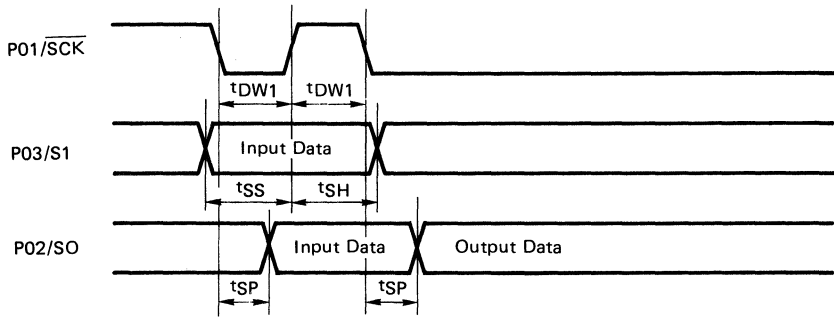 P01/SCK
tDW1 tDW1
P03/S1 Input Data
tSS tSH
P02/SO Input Data Output Data
tSP tSP